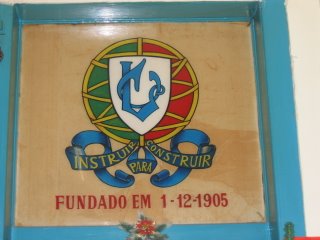 INSTRUIR PARA CONSTRUIR
FUNDADO EM 1-12-1905